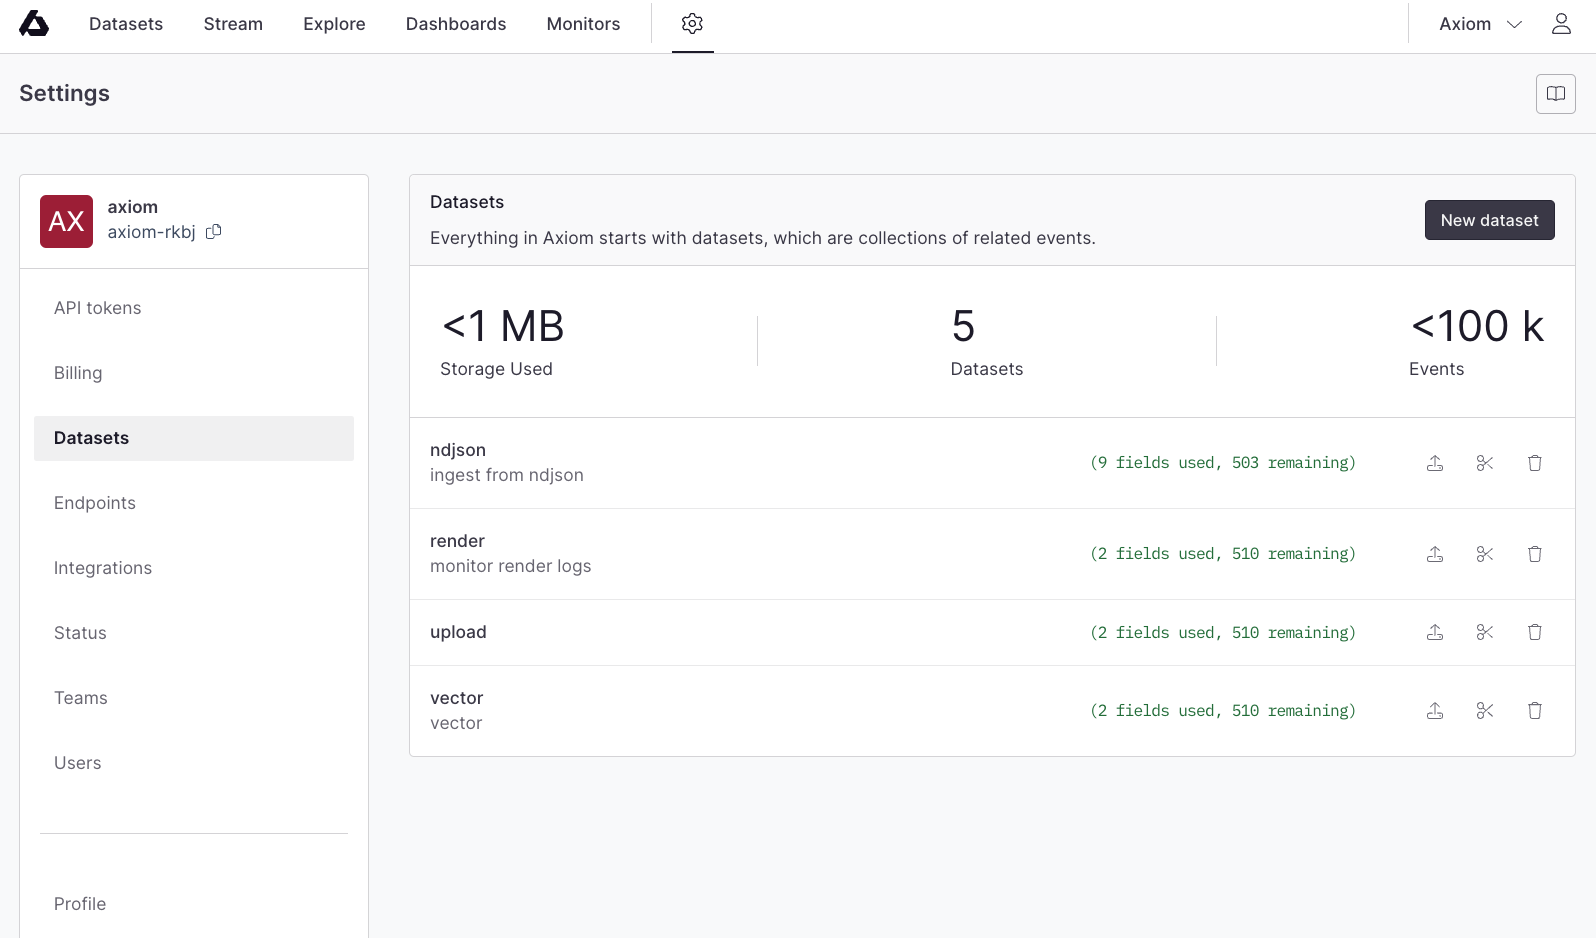 Datasets Stream Explore Dashboards Monitors Axiom
Settings
AX
axiom
axiom-rkbj
API tokens
Billing
Datasets
Endpoints
Integrations
Status
Teams
Users
Profile
Datasets
Everything in Axiom starts with datasets, which are collections of related events.
New dataset
<1 MB
Storage Used
5
Datasets
<100 k
Events
ndjson
ingest from ndjson
(9 fields used, 503 remaining)
render
monitor render logs
(2 fields used, 510 remaining)
upload
(2 fields used, 510 remaining)
vector
vector
(2 fields used, 510 remaining)